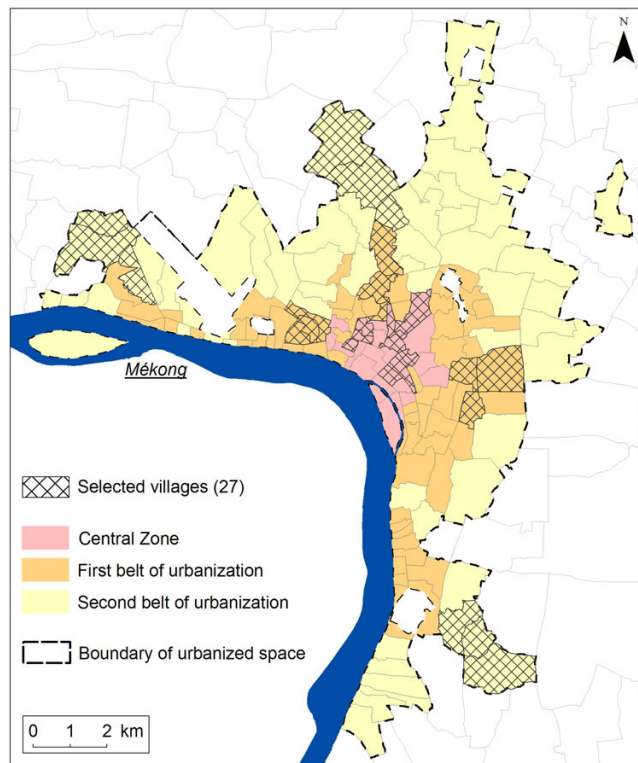 N
Mékong
Selected villages (27)
Central Zone
First belt of urbanization
Second belt of urbanization
Boundary of urbanized space
0 1 2 km